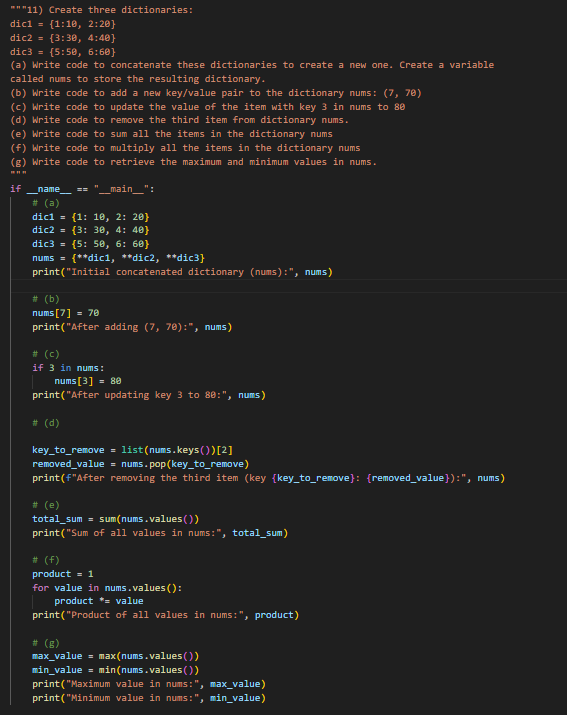 """11) Create three dictionaries:
dic1 = {1:10, 2:20}
dic2 = {3:30, 4:40}
dic3 = {5:50, 6:60}
(a) Write code to concatenate these dictionaries to create a new one. Create a variable
called nums to store the resulting dictionary.
(b) Write code to add a new key/value pair to the dictionary nums: (7, 70)
(c) Write code to update the value of the item with key 3 in nums to 80
(d) Write code to remove the third item from dictionary nums.
(e) Write code to sum all the items in the dictionary nums
(f) Write code to multiply all the items in the dictionary nums
(g) Write code to retrieve the maximum and minimum values in nums.
"""
if __name__ == "__main__":
    # (a)
    dic1 = {1: 10, 2: 20}
    dic2 = {3: 30, 4: 40}
    dic3 = {5: 50, 6: 60}
    nums = {**dic1, **dic2, **dic3}
    print("Initial concatenated dictionary (nums):", nums)
    # (b)
    nums[7] = 70
    print("After adding (7, 70):", nums)
    # (c)
    if 3 in nums:
        nums[3] = 80
    print("After updating key 3 to 80:", nums)
    # (d)
    key_to_remove = list(nums.keys())[2]
    removed_value = nums.pop(key_to_remove)
    print(f"After removing the third item (key {key_to_remove}: {removed_value}):", nums)
    # (e)
    total_sum = sum(nums.values())
    print("Sum of all values in nums:", total_sum)
    # (f)
    product = 1
    for value in nums.values():
        product *= value
    print("Product of all values in nums:", product)
    # (g)
    max_value = max(nums.values())
    min_value = min(nums.values())
    print("Maximum value in nums:", max_value)
    print("Minimum value in nums:", min_value)